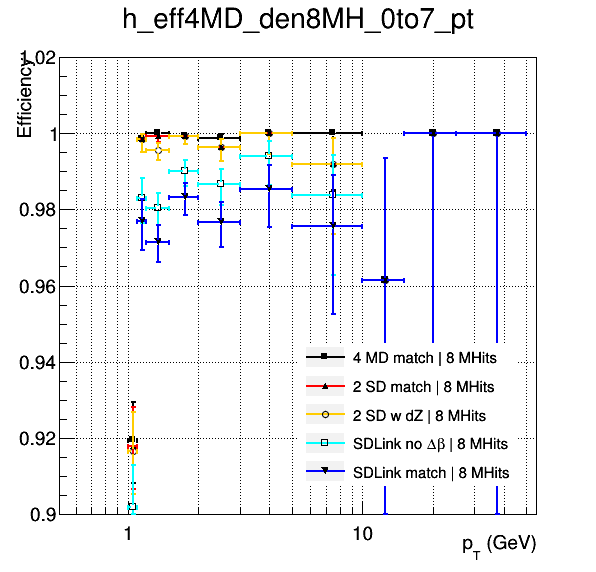 h_eff4MD_den8MH_0to7_pt
Efficiency
1.02
1
0.98
0.96
0.94
0.92
0.9
4 MD match | 8 MHits
2 SD match | 8 MHits
2 SD w dZ | 8 MHits
SDLink no Δβ | 8 MHits
SDLink match | 8 MHits
1
10
p_T (GeV)